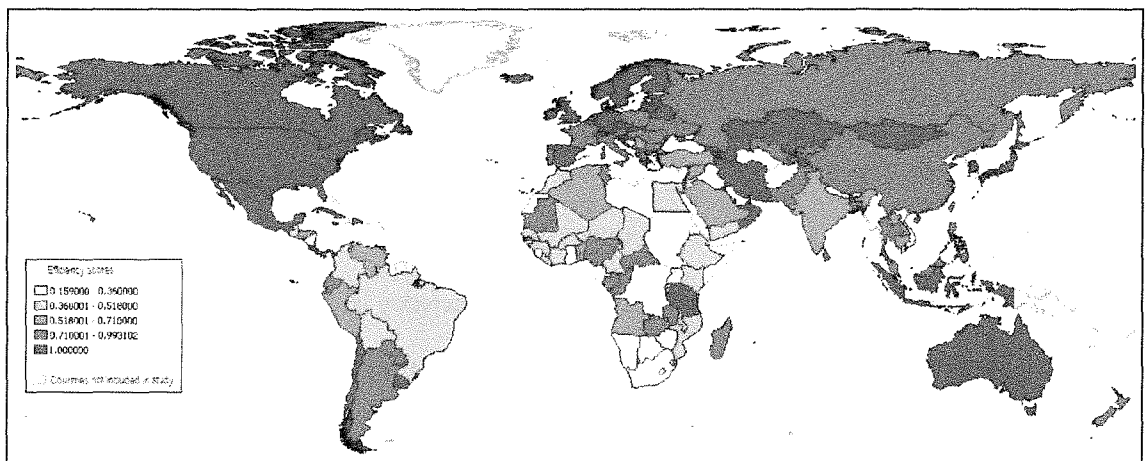 Efficiency scores
0.159000 - 0.360000
0.360001 - 0.518000
0.518001 - 0.710000
0.710001 - 0.993102
1.000000
Countries not included in study